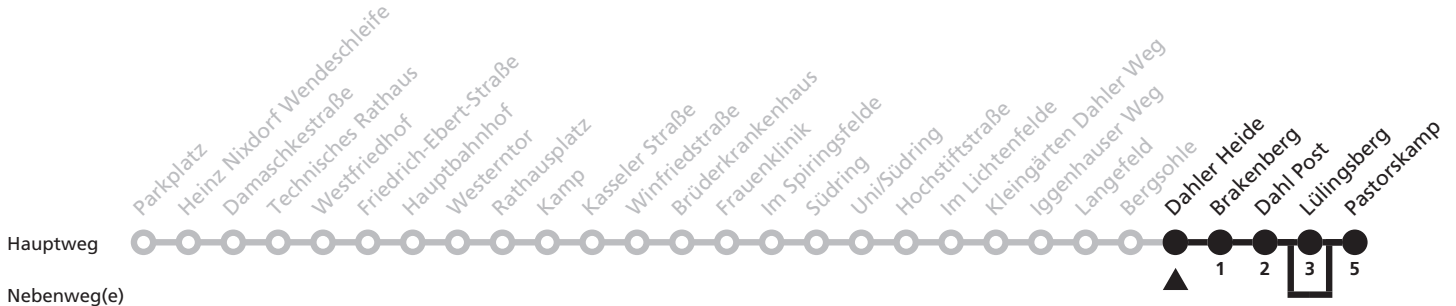 Parkplatz
Heinz Nixdorf Wendeschleife
Damaschkestraße
Technisches Rathaus
Westfriedhof
Friedrich-Ebert-Straße
Hauptbahnhof
Westerntor
Rathausplatz
Kamp
Kasseler Straße
Winfriedstraße
Brüderkrankenhaus
Frauenklinik
Im Spiringsfelde
Südring
Uni/Südring
Hochstiftstraße
Im Lichtenfelde
Kleingärten Dahler Weg
Iggenhauser Weg
Langefeld
Bergsohle
Dahler Heide
Brakenberg
Dahl Post
Lülingsberg
Pastorskamp
Hauptweg
1 2 3 5
Nebenweg(e)